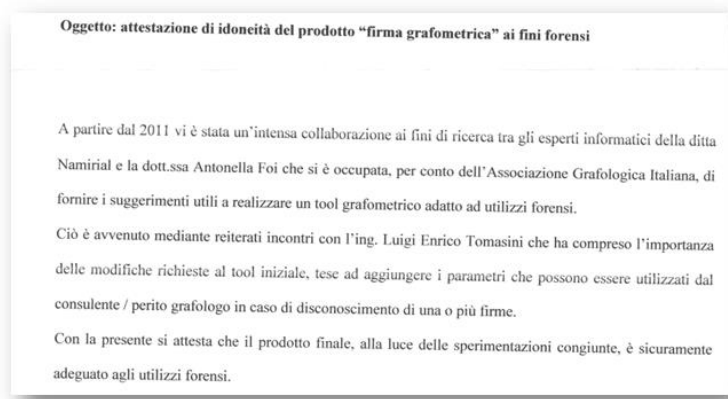 Oggetto: attestazione di idoneità del prodotto “firma grafometrica” ai fini forensi
A partire dal 2011 vi è stata un'intensa collaborazione ai fini di ricerca tra gli esperti informatici della ditta
Namirial e la dott.ssa Antonella Foi che si è occupata, per conto dell'Associazione Grafologica Italiana, di
fornire i suggerimenti utili a realizzare un tool grafometrico adatto ad utilizzi forensi.
Ciò è avvenuto mediante reiterati incontri con l'ing. Luigi Enrico Tomasini che ha compreso l'importanza
delle modifiche richieste al tool iniziale, tese ad aggiungere i parametri che possono essere utilizzati dal
consulente / perito grafologo in caso di disconoscimento di una o più firme.
Con la presente si attesta che il prodotto finale, alla luce delle sperimentazioni congiunte, è sicuramente
adeguato agli utilizzi forensi.